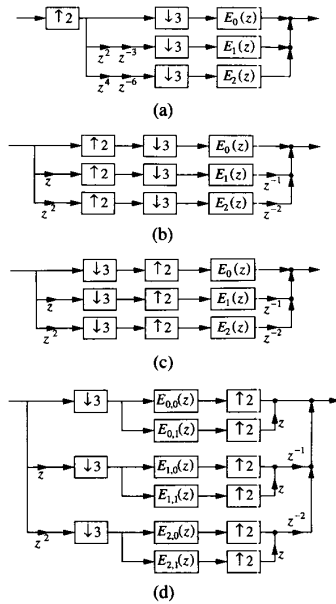 ↑2 ↓3 E₀(z)
z² z⁻³ ↓3 E₁(z)
z⁴ z⁻⁶ ↓3 E₂(z)
(a)
↑2 ↓3 E₀(z)
z ↑2 ↓3 E₁(z) z⁻¹
z² ↑2 ↓3 E₂(z) z⁻²
(b)
↓3 ↑2 E₀(z)
z ↓3 ↑2 E₁(z) z⁻¹
z² ↓3 ↑2 E₂(z) z⁻²
(c)
↓3 E₀,₀(z) ↑2
E₀,₁(z) ↑2 z
z⁻¹
z ↓3 E₁,₀(z) ↑2
E₁,₁(z) ↑2 z
z⁻²
z² ↓3 E₂,₀(z) ↑2
E₂,₁(z) ↑2 z
(d)